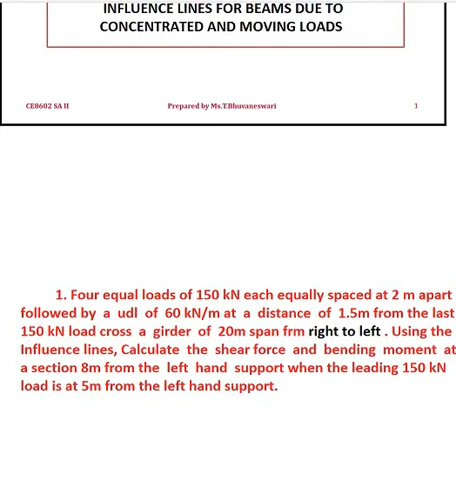 INFLUENCE LINES FOR BEAMS DUE TO
CONCENTRATED AND MOVING LOADS
CE8602 SA II Prepared by Ms.T.Bhuvaneswari 1
1. Four equal loads of 150 kN each equally spaced at 2 m apart
followed by a udl of 60 kN/m at a distance of 1.5m from the last
150 kN load cross a girder of 20m span frm right to left . Using the
Influence lines, Calculate the shear force and bending moment at
a section 8m from the left hand support when the leading 150 kN
load is at 5m from the left hand support.